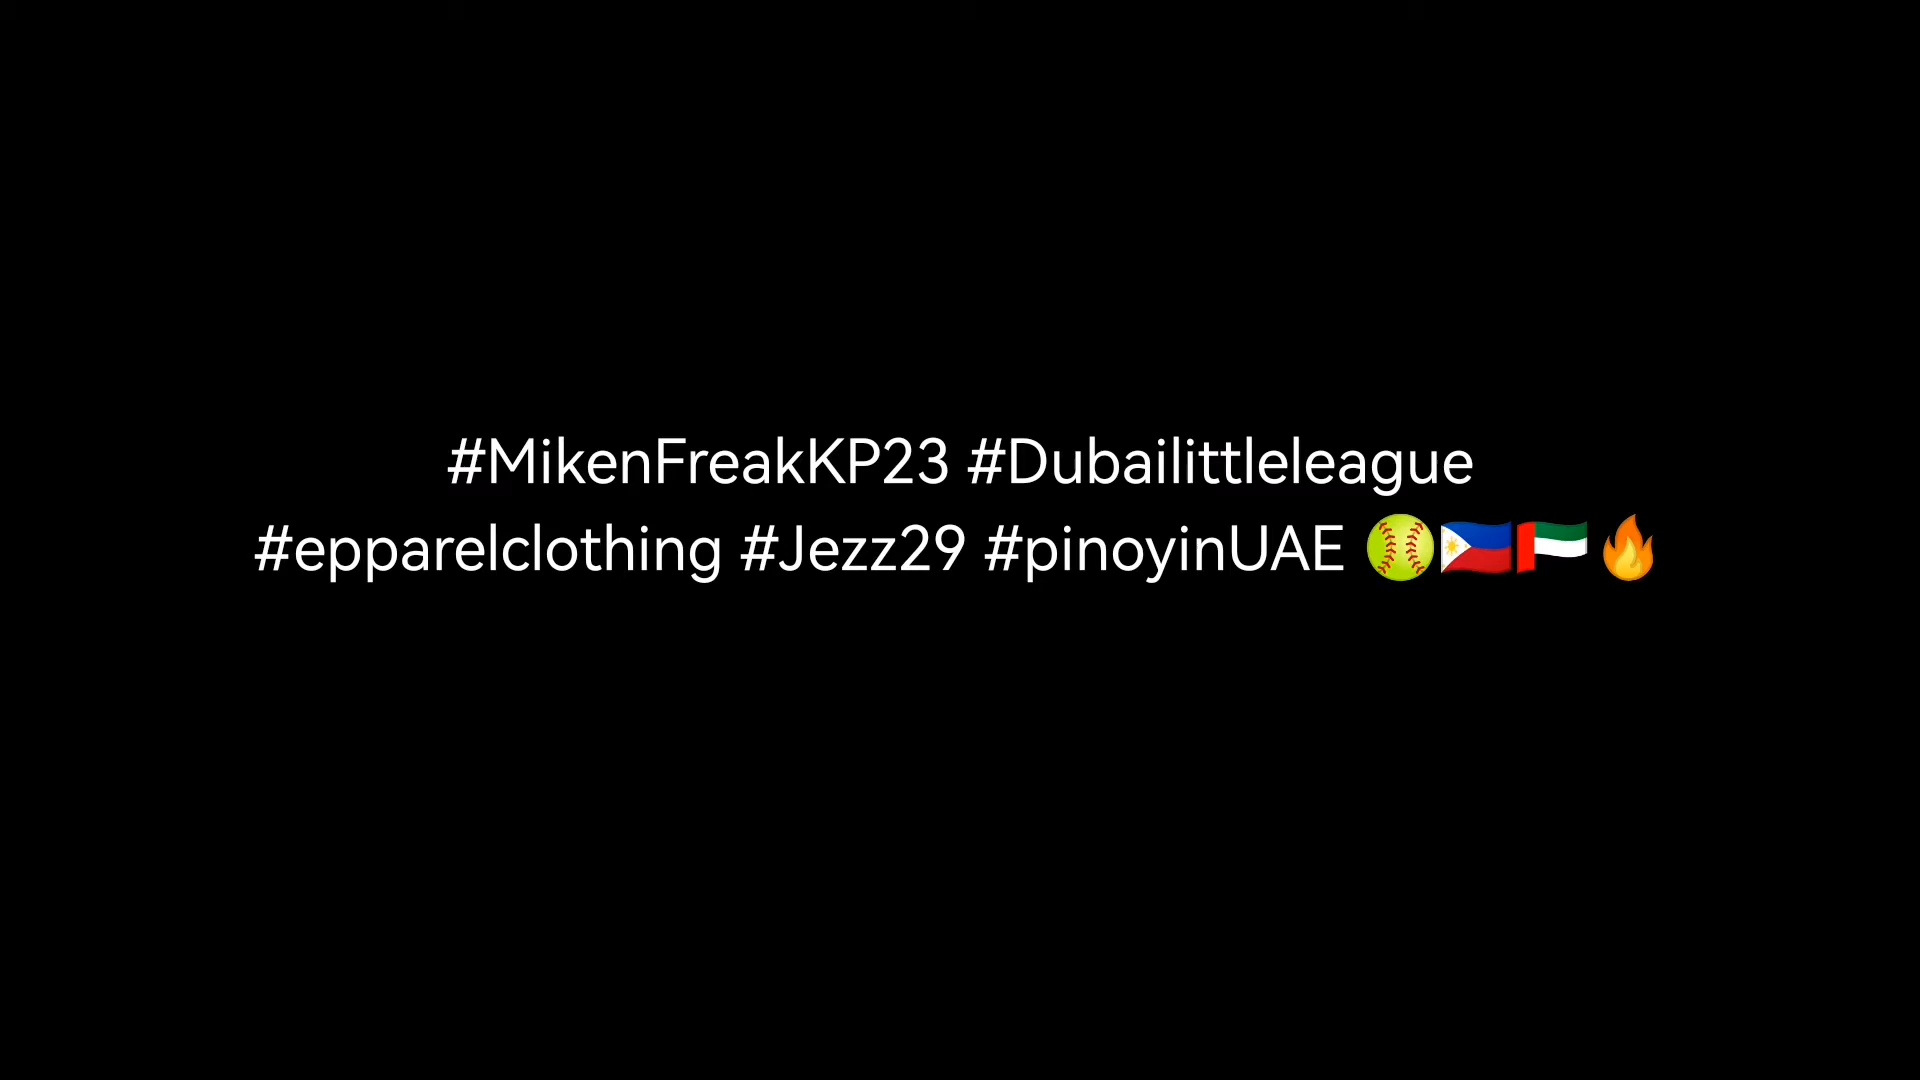 #MikenFreakKP23 #Dubailittleleague
#epparelclothing #Jezz29 #pinoyinUAE 🥎🇵🇭🇦🇪🔥